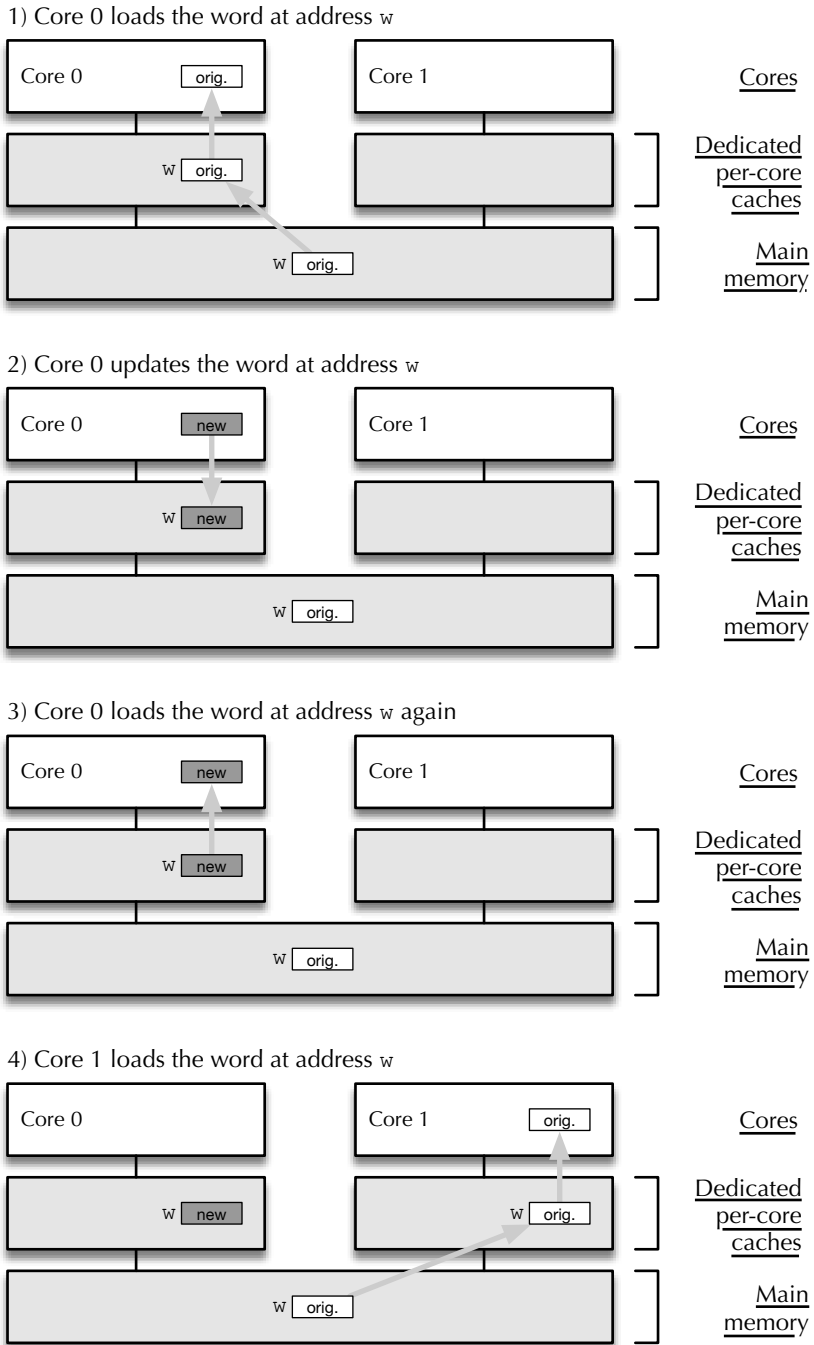 1) Core 0 loads the word at address w
Core 0
orig.
Core 1
Cores
w
orig.
Dedicated
per-core
caches
w
orig.
Main
memory
2) Core 0 updates the word at address w
Core 0
new
Core 1
Cores
w
new
Dedicated
per-core
caches
w
orig.
Main
memory
3) Core 0 loads the word at address w again
Core 0
new
Core 1
Cores
w
new
Dedicated
per-core
caches
w
orig.
Main
memory
4) Core 1 loads the word at address w
Core 0
Core 1
orig.
Cores
w
new
w
orig.
Dedicated
per-core
caches
w
orig.
Main
memory